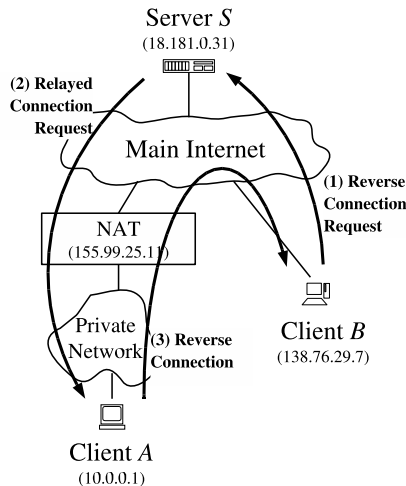 Server S
(18.181.0.31)
(2) Relayed
Connection
Request
Main Internet
(1) Reverse
Connection
Request
NAT
(155.99.25.11)
Private
Network
(3) Reverse
Connection
Client B
(138.76.29.7)
Client A
(10.0.0.1)